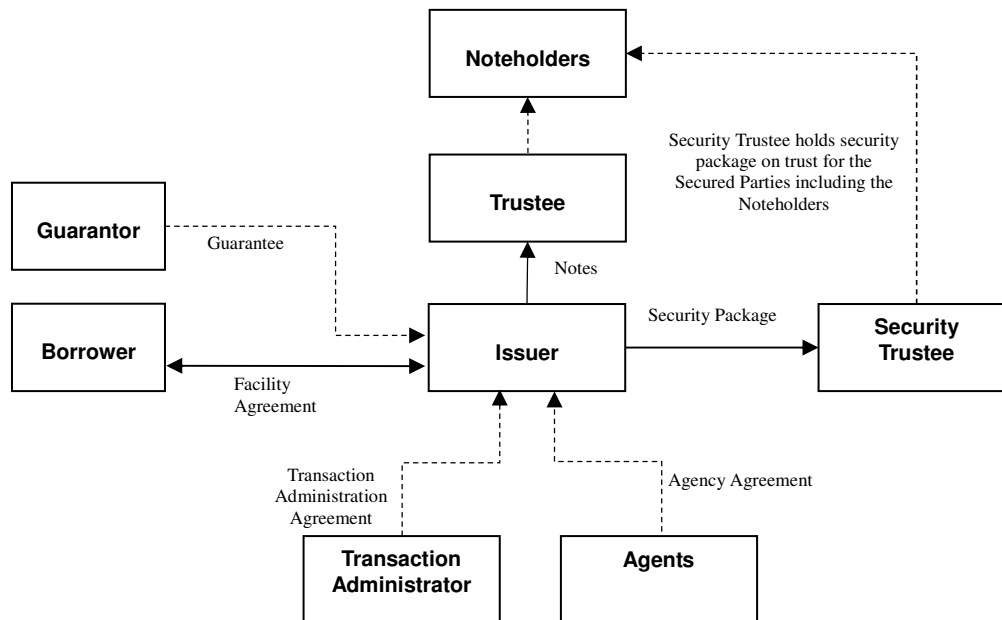 Noteholders
Security Trustee holds security
package on trust for the
Secured Parties including the
Noteholders
Trustee
Guarantor
Guarantee
Notes
Borrower
Issuer
Security Package
Security
Trustee
Facility
Agreement
Transaction
Administration
Agreement
Agency Agreement
Transaction
Administrator
Agents